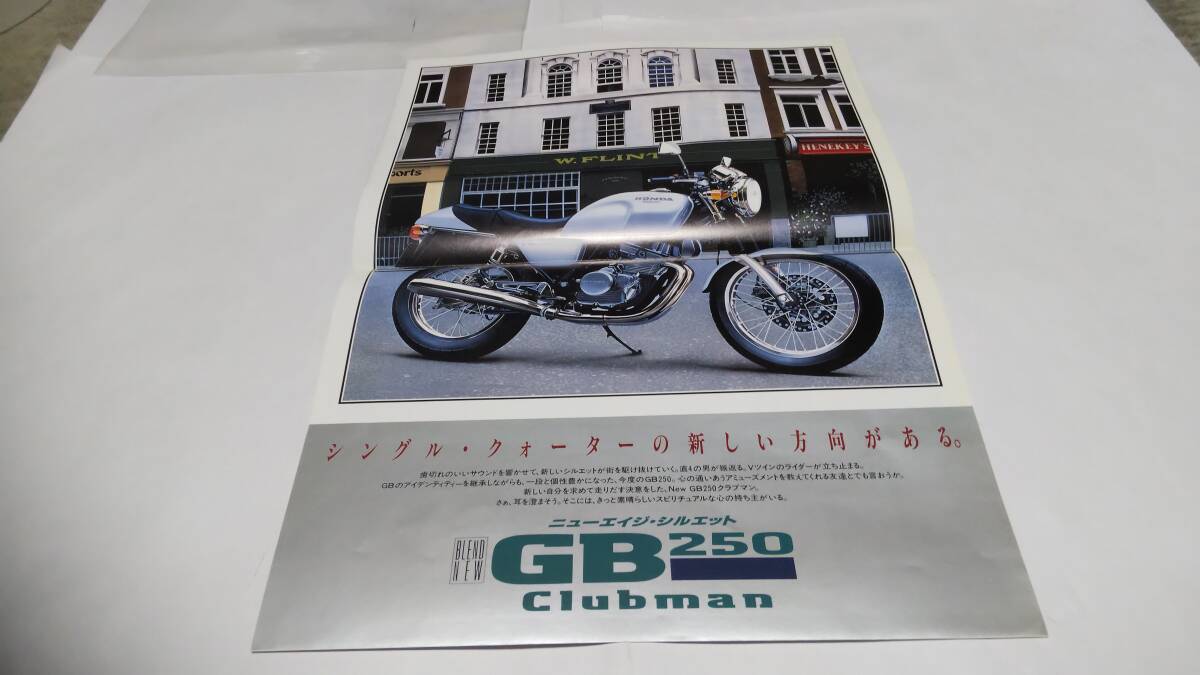 W. FLINT
HENEKEY'S
ports
HONDA
シングル・クォーターの新しい方向がある。
歯切れのいいサウンドを響かせて、新しいシルエットが街を駆け抜けていく。直4の男が振返る。Vツインのライダーが立ち止まる。
GBのアイデンティティーを継承しながらも、一段と個性豊かになった、今度のGB250。心の通いあうアミューズメントを教えてくれる友達とでも言おうか。
新しい自分を求めて走りだす決意をした、New GB250クラブマン。
さぁ、耳を澄まそう。そこには、きっと素晴らしいスピリチュアルな心の持ち主がいる。
ニューエイジ・シルエット
BLEND
NEW
GB250
Clubman